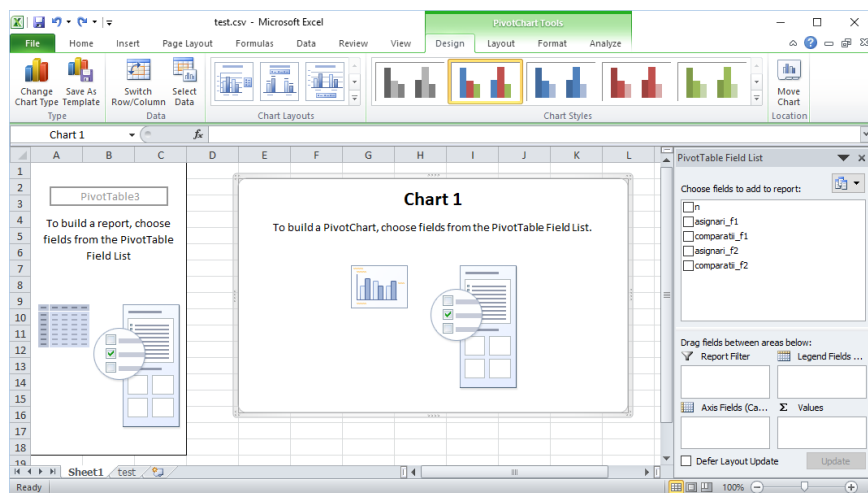 test.csv - Microsoft Excel
PivotChart Tools
File Home Insert Page Layout Formulas Data Review View Design Layout Format Analyze
Change Chart Type
Save As Template
Switch Row/Column
Select Data
Move Chart
Type Data Chart Layouts Chart Styles Location
Chart 1 fx
A B C D E F G H I J K L
1
2
3
4
5
6
7
8
9
10
11
12
13
14
15
16
17
18
19
PivotTable3
To build a report, choose
fields from the PivotTable
Field List
Chart 1
To build a PivotChart, choose fields from the PivotTable Field List.
PivotTable Field List
Choose fields to add to report:
n
asignari_f1
comparatii_f1
asignari_f2
comparatii_f2
Drag fields between areas below:
Report Filter Legend Fields ...
Axis Fields (Ca... Σ Values
Defer Layout Update Update
Sheet1 test
Ready 100%